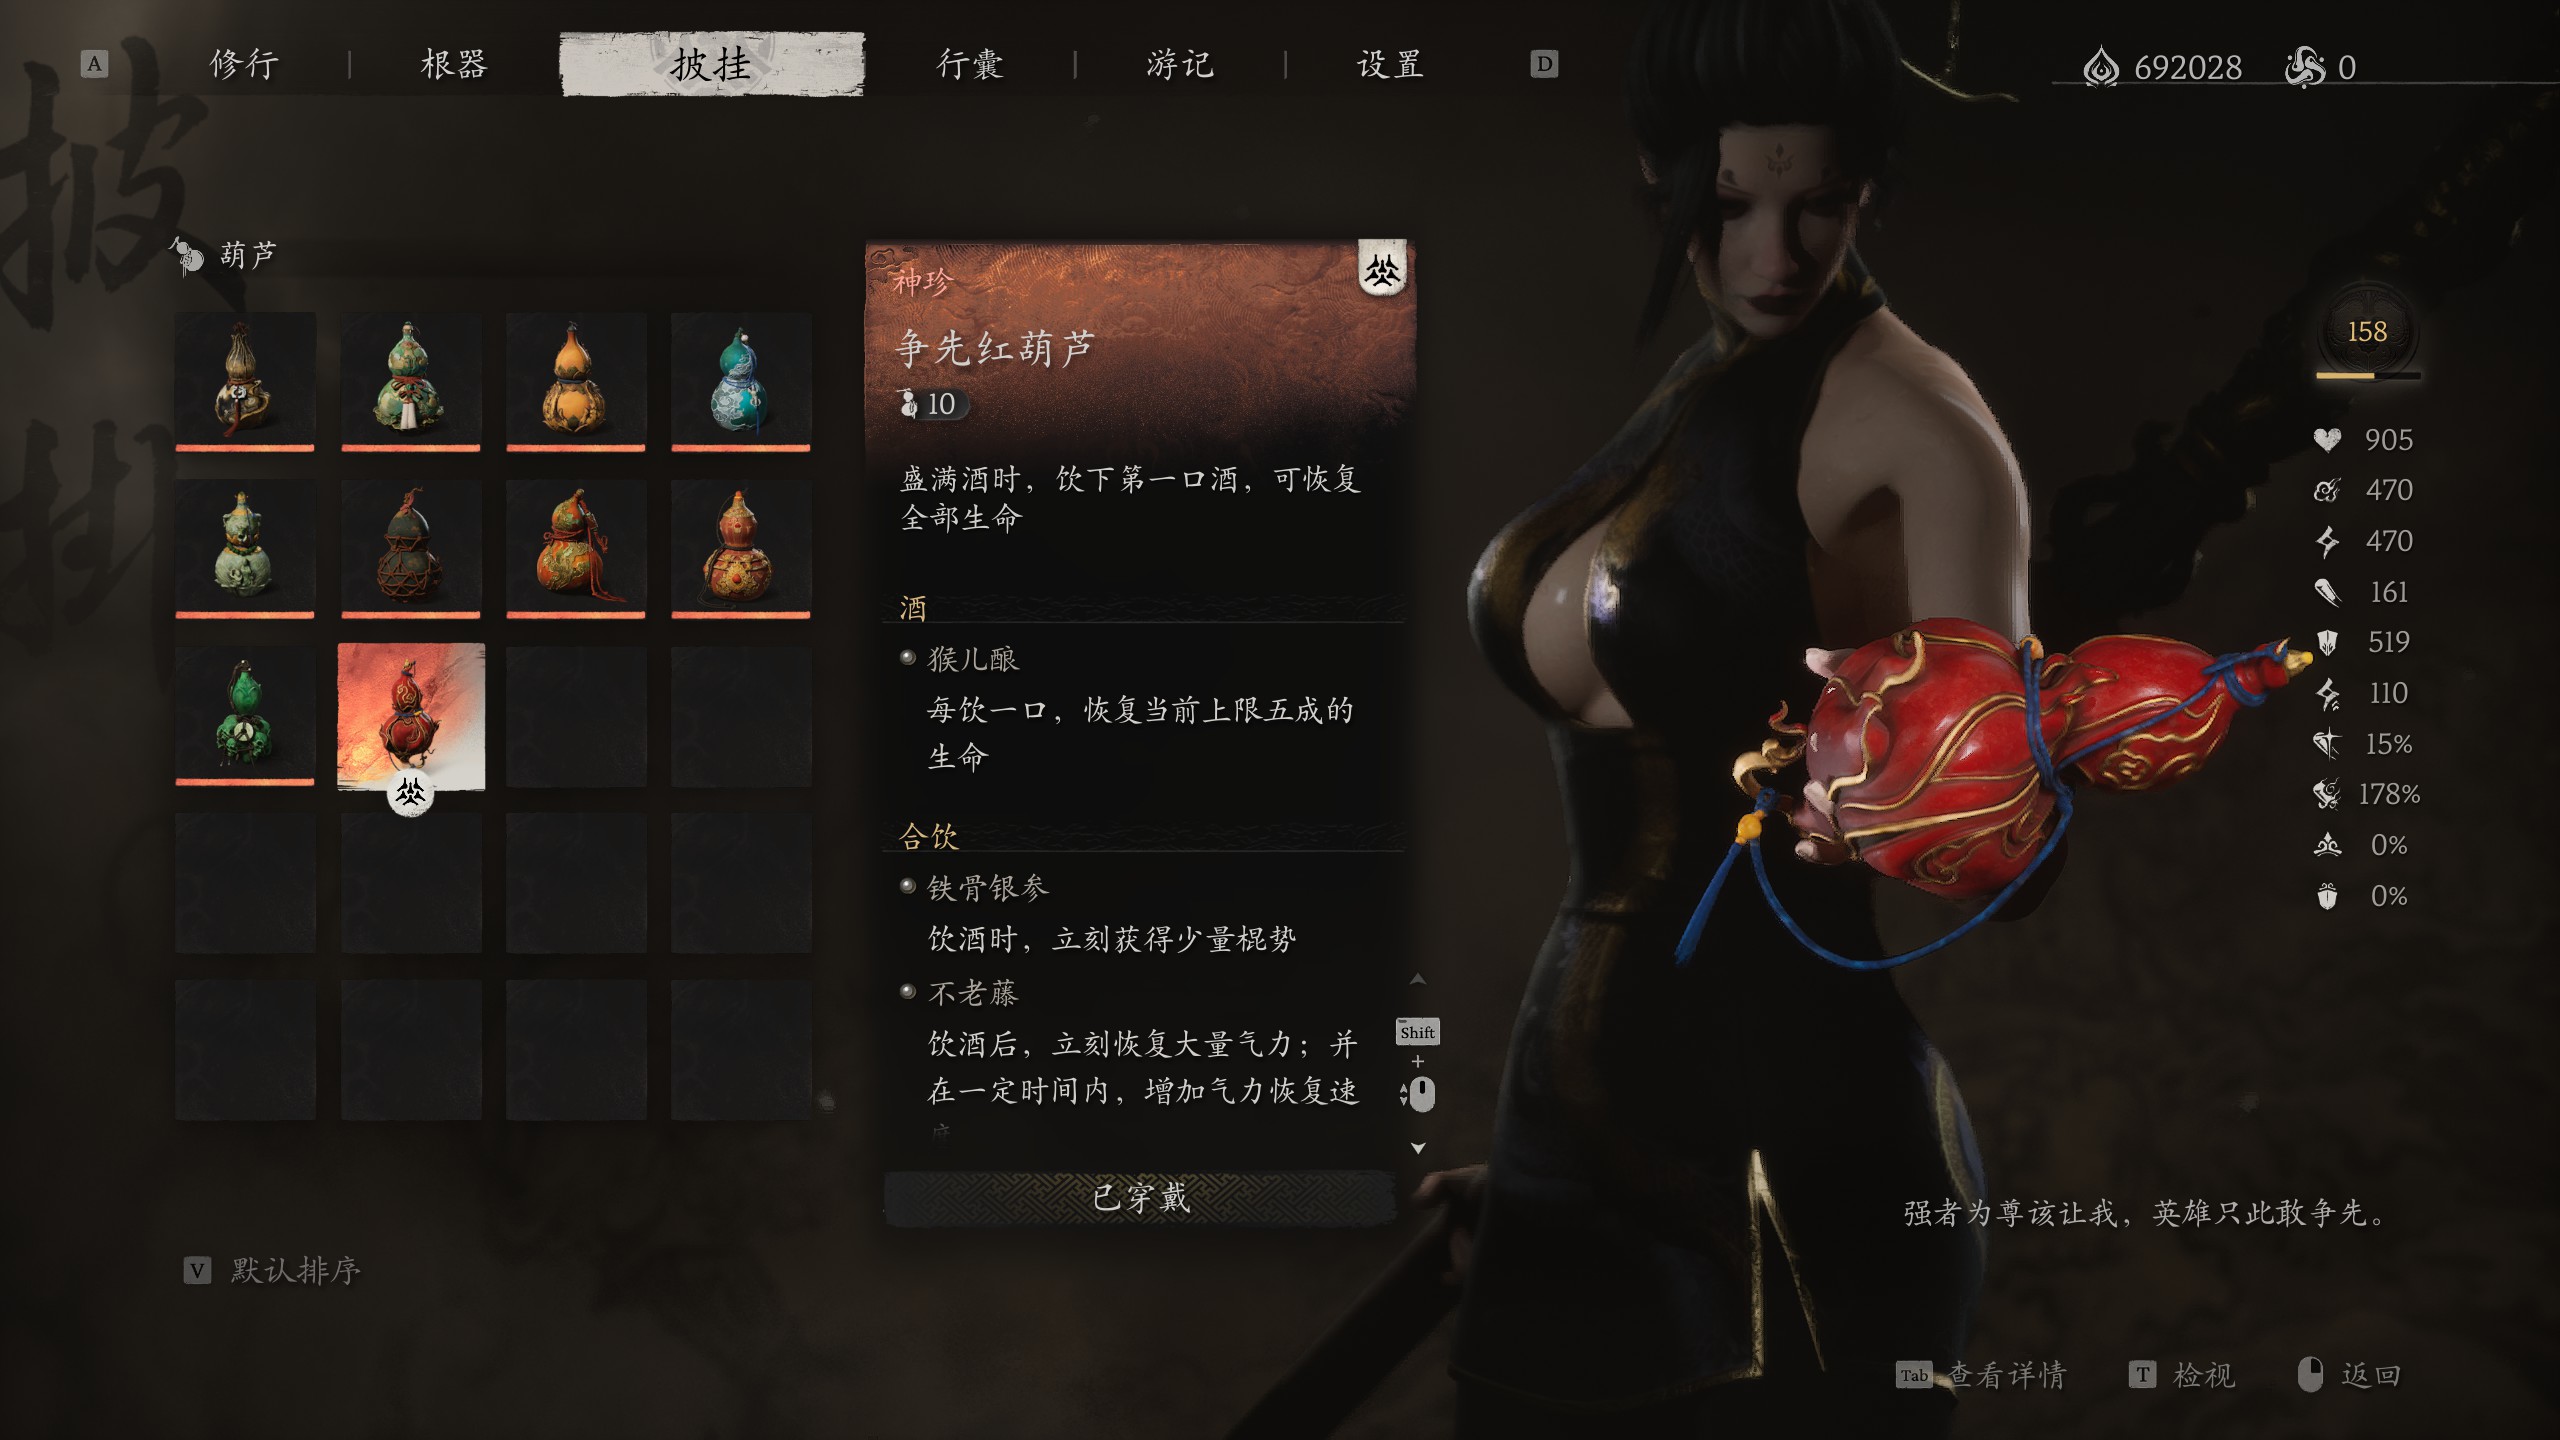 A 修行 根器 披挂 行囊 游记 设置 D
692028 0
披挂
葫芦
神珍
争先红葫芦
10
盛满酒时，饮下第一口酒，可恢复
全部生命
酒
猴儿酿
每饮一口，恢复当前上限五成的
生命
合饮
铁骨银参
饮酒时，立刻获得少量棍势
不老藤
饮酒后，立刻恢复大量气力；并
在一定时间内，增加气力恢复速
度
Shift
+
已穿戴
V 默认排序
158
905
470
470
161
519
110
15%
178%
0%
0%
强者为尊该让我，英雄只此敢争先。
Tab 查看详情 T 检视 返回